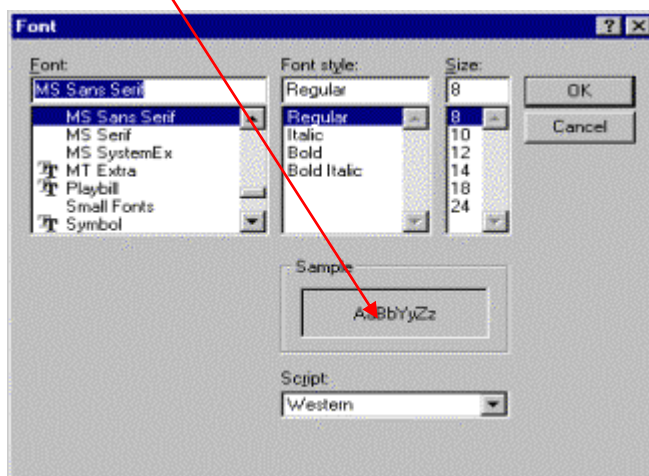 Font
Font: Font style: Size:
MS Sans Serif Regular 8 OK
MS Sans Serif Regular 8 Cancel
MS Serif Italic 10
MS SystemEx Bold 12
MT Extra Bold Italic 14
Playbill 18
Small Fonts 24
Symbol
Sample
AaBbYyZz
Script:
Western